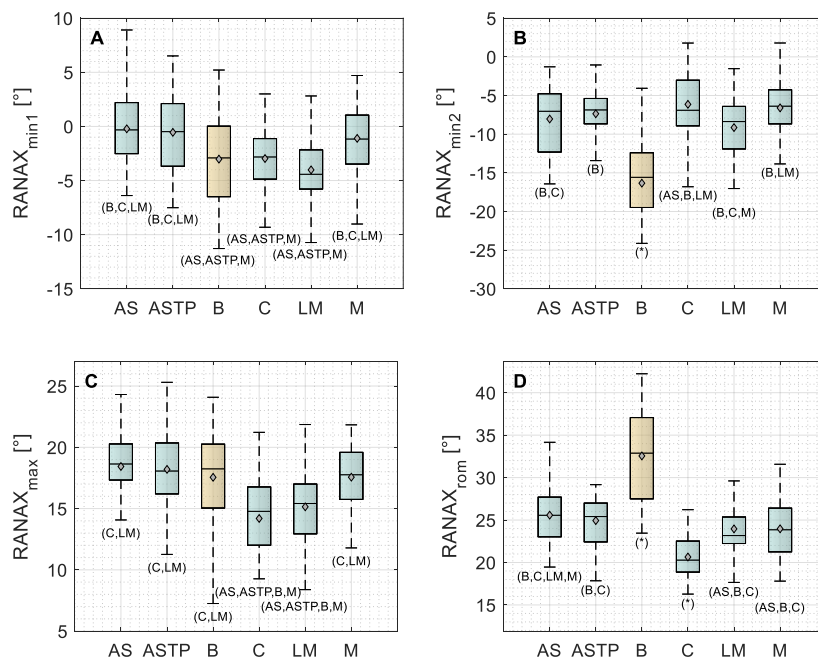 A
RANAX_min1 [°]
10
5
0
-5
-10
-15
(B,C,LM)
(B,C,LM)
(AS,ASTP,M)
(AS,ASTP,M)
(AS,ASTP,M)
(B,C,LM)
AS ASTP B C LM M
B
RANAX_min2 [°]
5
0
-5
-10
-15
-20
-25
-30
(B,C)
(B)
(*)
(AS,B,LM)
(B,C,M)
(B,LM)
AS ASTP B C LM M
C
RANAX_max [°]
25
20
15
10
5
(C,LM)
(C,LM)
(C,LM)
(AS,ASTP,B,M)
(AS,ASTP,B,M)
(C,LM)
AS ASTP B C LM M
D
RANAX_rom [°]
40
35
30
25
20
15
(B,C,LM,M)
(B,C)
(*)
(*)
(AS,B,C)
(AS,B,C)
AS ASTP B C LM M